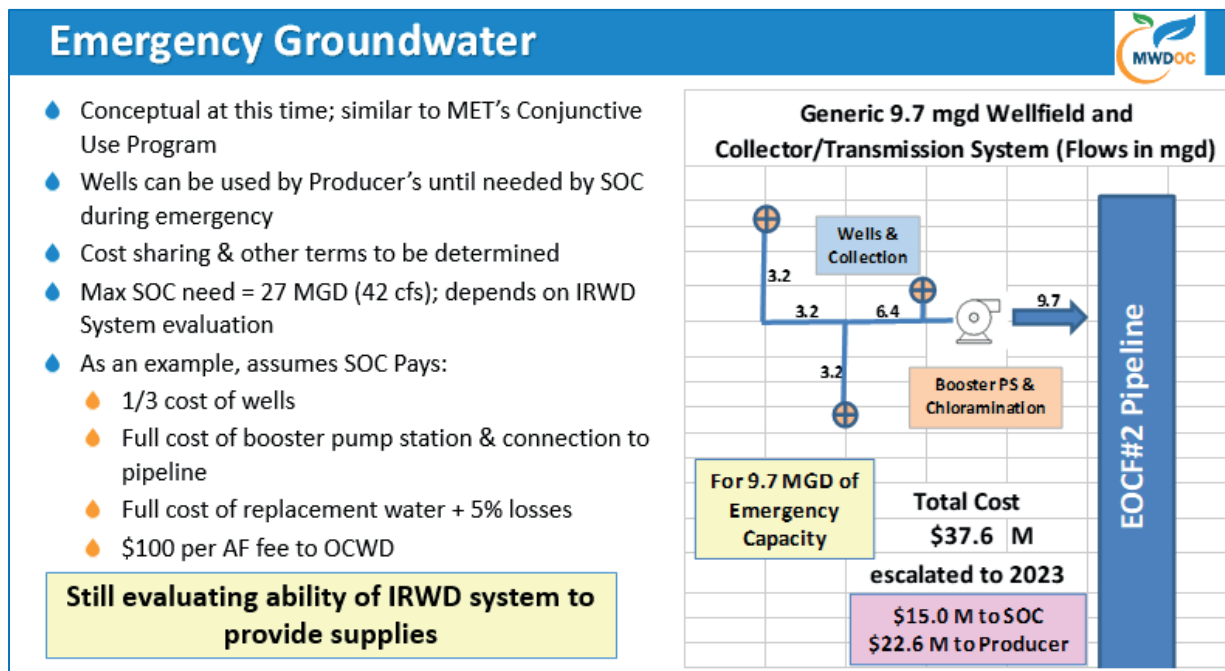 Emergency Groundwater
MWDOC
Conceptual at this time; similar to MET's Conjunctive
Use Program
Wells can be used by Producer's until needed by SOC
during emergency
Cost sharing & other terms to be determined
Max SOC need = 27 MGD (42 cfs); depends on IRWD
System evaluation
As an example, assumes SOC Pays:
1/3 cost of wells
Full cost of booster pump station & connection to
pipeline
Full cost of replacement water + 5% losses
$100 per AF fee to OCWD
Still evaluating ability of IRWD system to
provide supplies
Generic 9.7 mgd Wellfield and
Collector/Transmission System (Flows in mgd)
Wells &
Collection
3.2
3.2
6.4
9.7
3.2
Booster PS &
Chloramination
EOCF#2 Pipeline
For 9.7 MGD of
Emergency
Capacity
Total Cost
$37.6 M
escalated to 2023
$15.0 M to SOC
$22.6 M to Producer